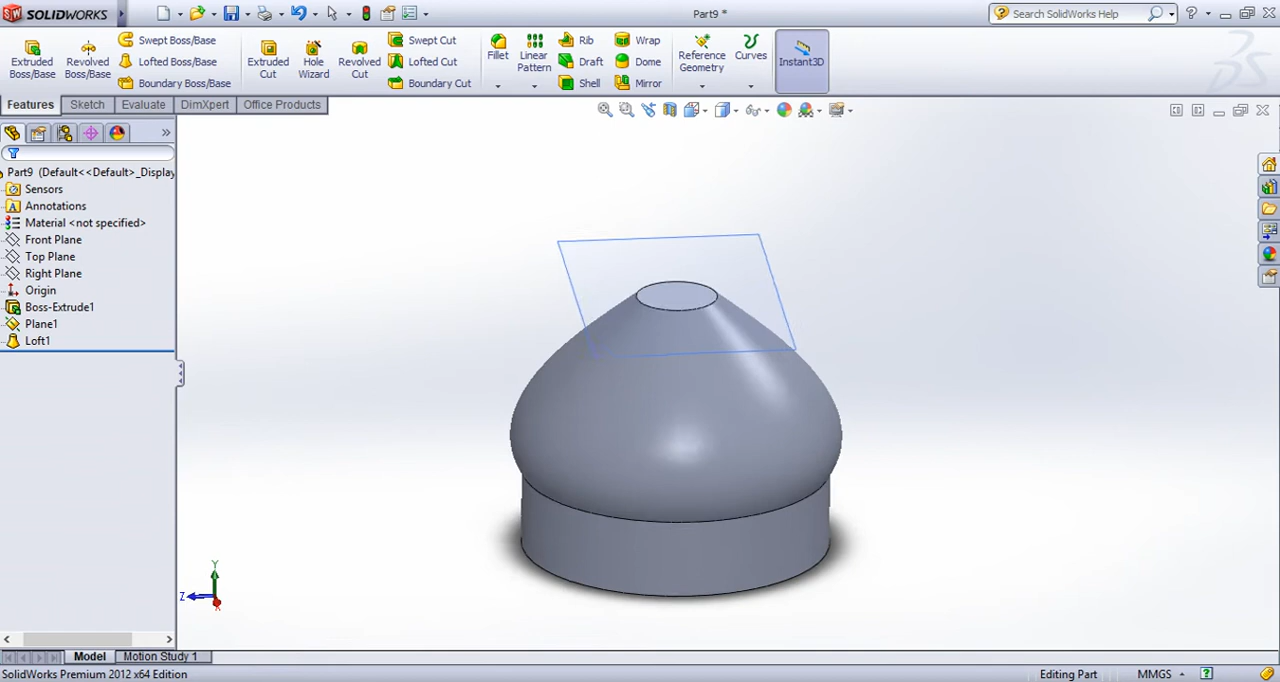 SOLIDWORKS
Part9 *
Search SolidWorks Help
Extruded Boss/Base
Revolved Boss/Base
Swept Boss/Base
Lofted Boss/Base
Boundary Boss/Base
Extruded Cut
Hole Wizard
Revolved Cut
Swept Cut
Lofted Cut
Boundary Cut
Fillet
Linear Pattern
Rib
Draft
Shell
Wrap
Dome
Mirror
Reference Geometry
Curves
Instant3D
Features
Sketch
Evaluate
DimXpert
Office Products
Part9 (Default<<Default>_Display
Sensors
Annotations
Material <not specified>
Front Plane
Top Plane
Right Plane
Origin
Boss-Extrude1
Plane1
Loft1
Y
Z
X
Model
Motion Study 1
SolidWorks Premium 2012 x64 Edition
Editing Part
MMGS